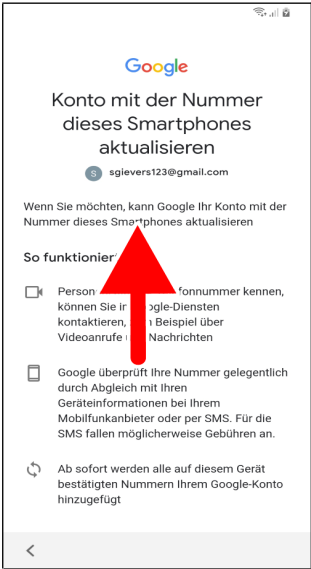 Google
Konto mit der Nummer
dieses Smartphones
aktualisieren
S sgievers123@gmail.com
Wenn Sie möchten, kann Google Ihr Konto mit der
Nummer dieses Smartphones aktualisieren
So funktionier
Person fonnummer kennen,
können Sie gle-Diensten
kontaktieren, Beispiel über
Videoanrufe Nachrichten
Google überprüft Ihre Nummer gelegentlich
durch Abgleich mit Ihren
Geräteinformationen bei Ihrem
Mobilfunkanbieter oder per SMS. Für die
SMS fallen möglicherweise Gebühren an.
Ab sofort werden alle auf diesem Gerät
bestätigten Nummern Ihrem Google-Konto
hinzugefügt